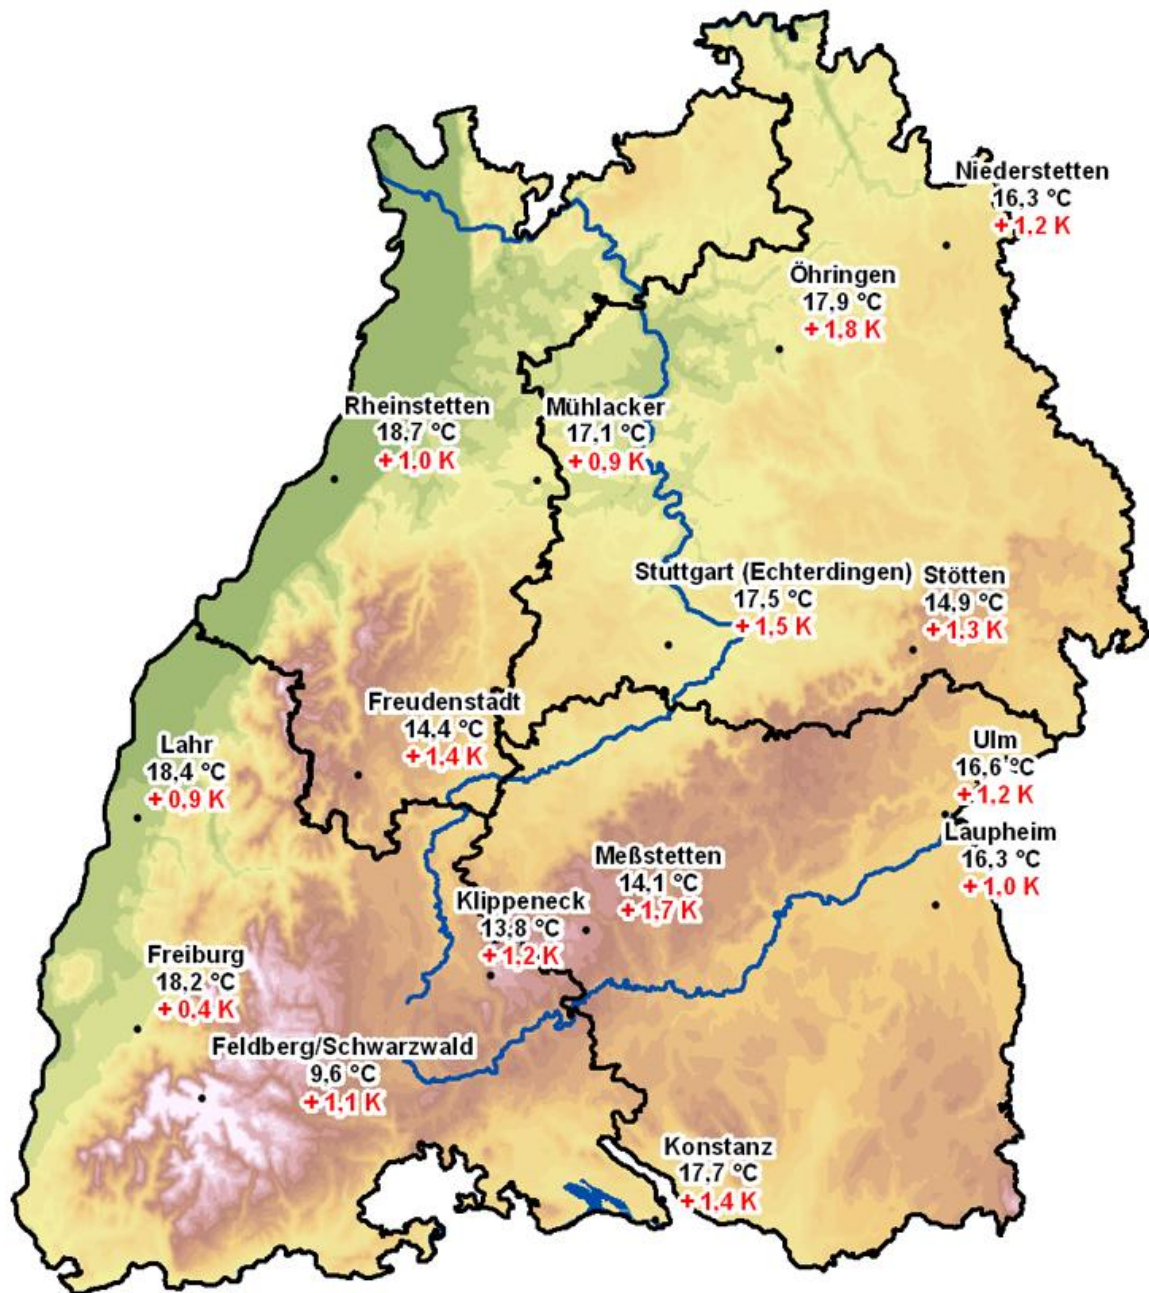 Niederstetten
16,3 °C
+ 1,2 K
Öhringen
17,9 °C
+ 1,8 K
Rheinstetten
18,7 °C
+ 1,0 K
Mühlacker
17,1 °C
+ 0,9 K
Stuttgart (Echterdingen)
17,5 °C
+ 1,5 K
Stötten
14,9 °C
+ 1,3 K
Freudenstadt
14,4 °C
+ 1,4 K
Lahr
18,4 °C
+ 0,9 K
Ulm
16,6 °C
+ 1,2 K
Laupheim
16,3 °C
+ 1,0 K
Meßstetten
14,1 °C
+ 1,7 K
Klippeneck
13,8 °C
+ 1,2 K
Freiburg
18,2 °C
+ 0,4 K
Feldberg/Schwarzwald
9,6 °C
+ 1,1 K
Konstanz
17,7 °C
+ 1,4 K